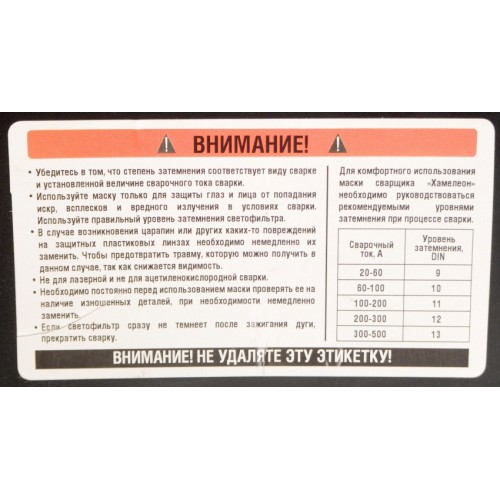 ВНИМАНИЕ!
• Убедитесь в том, что степень затемнения соответствует виду сварке
и установленной величине сварочного тока сварки.
• Используйте маску только для защиты глаз и лица от попадания
искр, всплесков и вредного излучения в условиях сварки.
Используйте правильный уровень затемнения светофильтра.
• В случае возникновения царапин или других каких-то повреждений
на защитных пластиковых линзах необходимо немедленно их
заменить. Чтобы предотвратить травму, которую можно получить в
данном случае, так как снижается видимость.
• Не для лазерной и не для ацетиленокислородной сварки.
• Необходимо постоянно перед использованием маски проверять ее на
наличие изношенных деталей, при необходимости немедленно
заменить.
• Если светофильтр сразу не темнеет после зажигания дуги,
прекратить сварку.
Для комфортного использования
маски сварщика «Хамелеон»
необходимо руководствоваться
рекомендуемыми уровнями
затемнения при процессе сварки.
Сварочный ток, А Уровень затемнения, DIN
20-60 9
60-100 10
100-200 11
200-300 12
300-500 13
ВНИМАНИЕ! НЕ УДАЛЯТЕ ЭТУ ЭТИКЕТКУ!